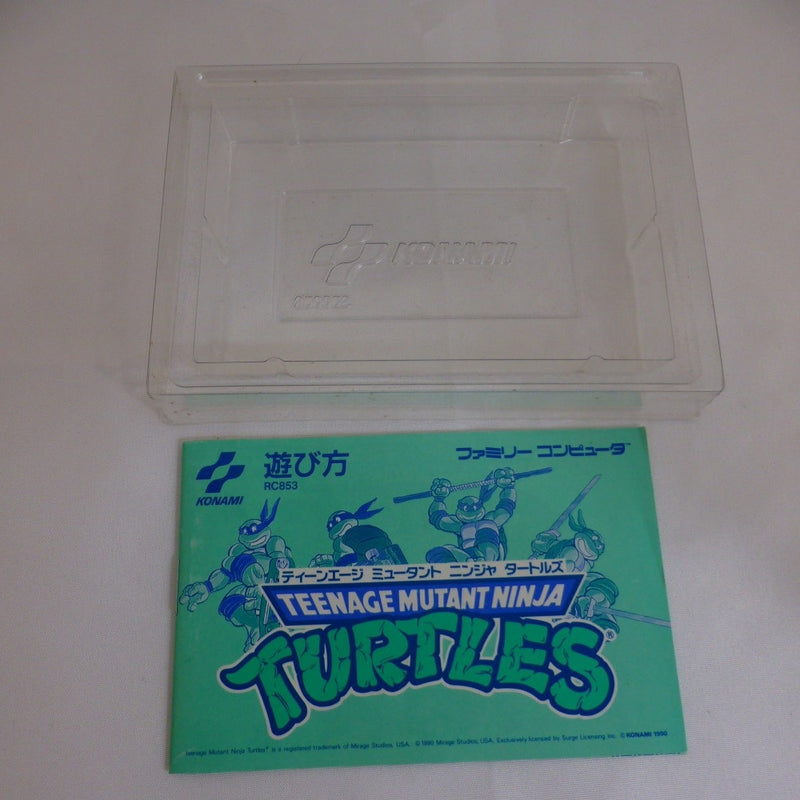 KONAMI
KONAMI
遊び方
RC853
ファミリー コンピュータ™
ティーンエージ ミュータント ニンジャ タートルズ
TEENAGE MUTANT NINJA
TURTLES®
Teenage Mutant Ninja Turtles® is a registered trademark of Mirage Studios, USA. © 1990 Mirage Studios, USA. Exclusively licensed by Surge Licensing Inc. © KONAMI 1990